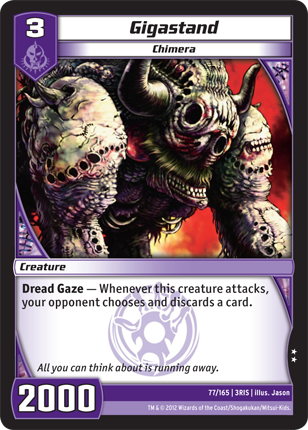 3
Gigastand
Chimera
Creature
Dread Gaze — Whenever this creature attacks,
your opponent chooses and discards a card.
All you can think about is running away.
2000
77/165 | 3RIS | illus. Jason
TM & © 2012 Wizards of the Coast/Shogakukan/Mitsui-Kids.